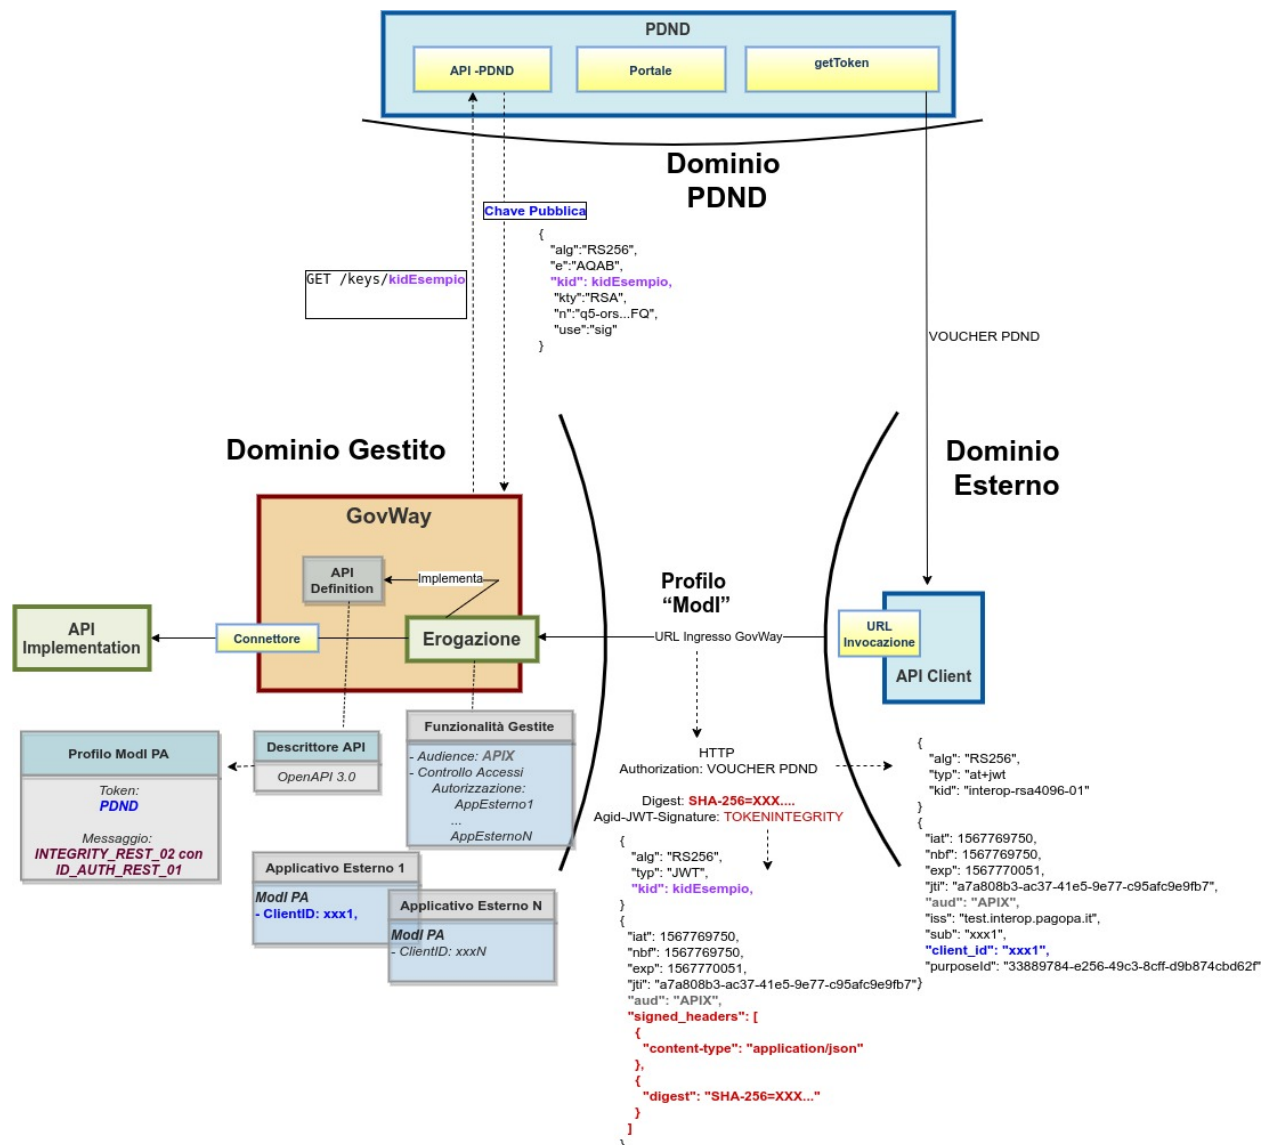 PDND
API -PDND
Portale
getToken
Dominio
PDND
Chave Pubblica
{
"alg":"RS256",
"e":"AQAB",
"kid": kidEsempio,
"kty":"RSA",
"n":"q5-ors...FQ",
"use":"sig"
}
GET /keys/kidEsempio
VOUCHER PDND
Dominio Gestito
Dominio
Esterno
GovWay
API
Definition
Implementa
Profilo
“ModI”
API
Implementation
Connettore
Erogazione
URL Ingresso GovWay
URL
Invocazione
API Client
Profilo ModI PA
Token:
PDND
Messaggio:
INTEGRITY_REST_02 con
ID_AUTH_REST_01
Descrittore API
OpenAPI 3.0
Funzionalità Gestite
- Audience: APIX
- Controllo Accessi
Autorizzazione:
AppEsterno1
...
AppEsternoN
Applicativo Esterno 1
ModI PA
- ClientID: xxx1,
Applicativo Esterno N
ModI PA
- ClientID: xxxN
HTTP
Authorization: VOUCHER PDND
Digest: SHA-256=XXX....
Agid-JWT-Signature: TOKENINTEGRITY
{
"alg": "RS256",
"typ": "JWT",
"kid": kidEsempio,
}
{
"iat": 1567769750,
"nbf": 1567769750,
"exp": 1567770051,
"jti": "a7a808b3-ac37-41e5-9e77-c95afc9e9fb7",
"aud": "APIX",
"signed_headers": [
{
"content-type": "application/json"
},
{
"digest": "SHA-256=XXX..."
}
]
}
{
"alg": "RS256",
"typ": "at+jwt
"kid": "interop-rsa4096-01"
}
{
"iat": 1567769750,
"nbf": 1567769750,
"exp": 1567770051,
"jti": "a7a808b3-ac37-41e5-9e77-c95afc9e9fb7",
"aud": "APIX",
"iss": "test.interop.pagopa.it",
"sub": "xxx1",
"client_id": "xxx1",
"purposeId": "33889784-e256-49c3-8cff-d9b874cbd62f"
}